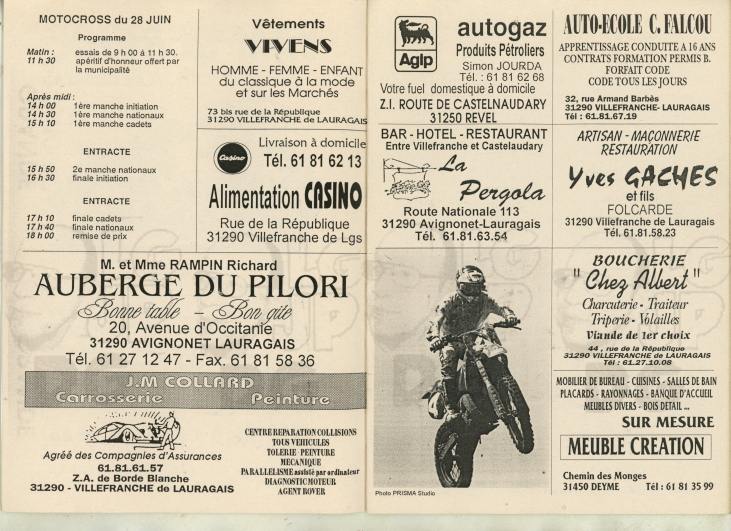 MOTOCROSS du 28 JUIN
Programme
Matin : essais de 9 h 00 à 11 h 30.
11 h 30 apéritif d'honneur offert par
la municipalité
Après midi :
14 h 00 1ère manche initiation
14 h 30 1ère manche nationaux
15 h 10 1ère manche cadets
ENTRACTE
15 h 50 2e manche nationaux
16 h 30 finale initiation
ENTRACTE
17 h 10 finale cadets
17 h 40 finale nationaux
18 h 00 remise de prix
Vêtements
VIVENS
HOMME - FEMME - ENFANT
du classique à la mode
et sur les Marchés
73 bis rue de la République
31290 VILLEFRANCHE de LAURAGAIS
Casino
Livraison à domicile
Tél. 61 81 62 13
Alimentation CASINO
Rue de la République
31290 Villefranche de Lgs
M. et Mme RAMPIN Richard
AUBERGE DU PILORI
Bonne table – Bon gite
20, Avenue d'Occitanie
31290 AVIGNONET LAURAGAIS
Tél. 61 27 12 47 - Fax. 61 81 58 36
J.M COLLARD
Carrosserie Peinture
Agréé des Compagnies d'Assurances
61.81.61.57
Z.A. de Borde Blanche
31290 - VILLEFRANCHE de LAURAGAIS
CENTRE REPARATION COLLISIONS
TOUS VEHICULES
TOLERIE - PEINTURE
MECANIQUE
PARALLELISME assisté par ordinateur
DIAGNOSTIC MOTEUR
AGENT ROVER
Agip
autogaz
Produits Pétroliers
Simon JOURDA
Tél. : 61 81 62 68
Votre fuel domestique à domicile
Z.I. ROUTE DE CASTELNAUDARY
31250 REVEL
BAR - HOTEL - RESTAURANT
Entre Villefranche et Castelaudary
La
Pergola
Route Nationale 113
31290 Avignonet-Lauragais
Tél. 61.81.63.54
Photo PRISMA Studio
AUTO-ECOLE C. FALCOU
APPRENTISSAGE CONDUITE A 16 ANS
CONTRATS FORMATION PERMIS B.
FORFAIT CODE
CODE TOUS LES JOURS
32, rue Armand Barbès
31290 VILLEFRANCHE- LAURAGAIS
Tél : 61.81.67.19
ARTISAN - MAÇONNERIE
RESTAURATION
Yves GACHES
et fils
FOLCARDE
31290 Villefranche de Lauragais
Tél. 61.81.58.23
BOUCHERIE
" Chez Albert "
Charcuterie - Traiteur
Triperie - Volailles
Viande de 1er choix
44 , rue de la République
31290 VILLEFRANCHE de LAURAGAIS
Tél : 61.27.10.08
MOBILIER DE BUREAU - CUISINES - SALLES DE BAIN
PLACARDS - RAYONNAGES - BANQUE D'ACCUEIL
MEUBLES DIVERS - BOIS DETAIL ...
SUR MESURE
MEUBLE CREATION
Chemin des Monges
31450 DEYME Tél : 61 81 35 99